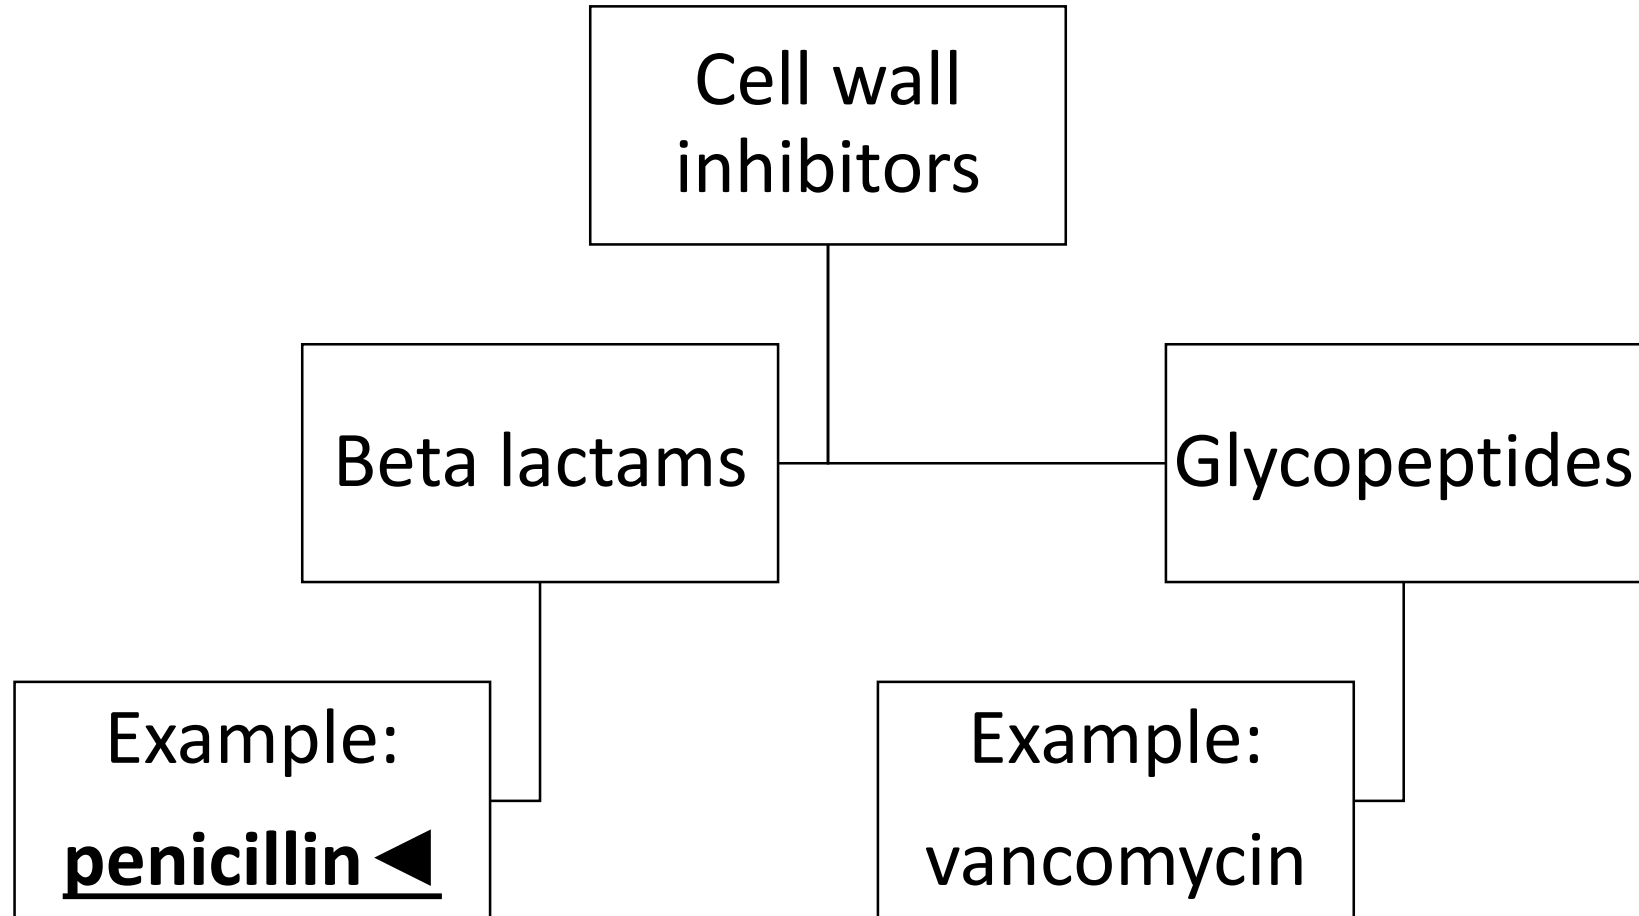 Cell wall
inhibitors
Beta lactams
Glycopeptides
Example:
penicillin◄
Example:
vancomycin